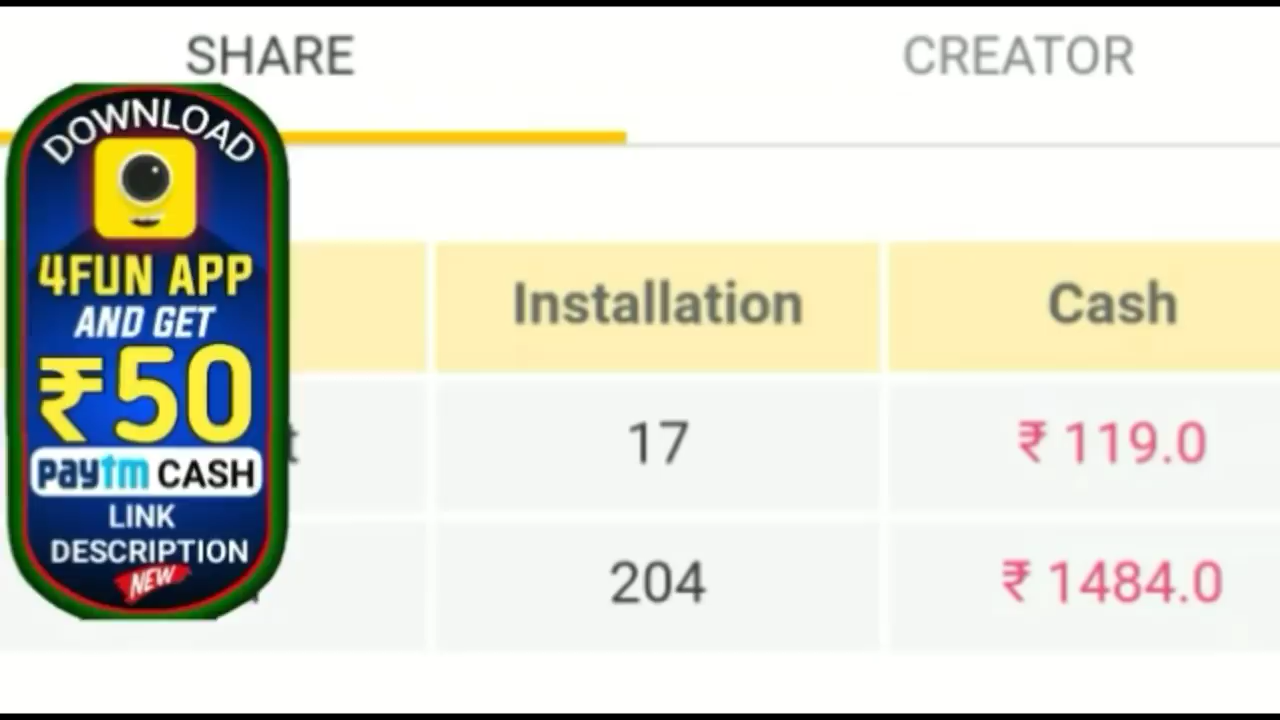 SHARE
CREATOR
DOWNLOAD
4FUN APP
AND GET
₹50
paytm CASH
LINK
DESCRIPTION
NEW
Installation
Cash
17
₹ 119.0
204
₹ 1484.0